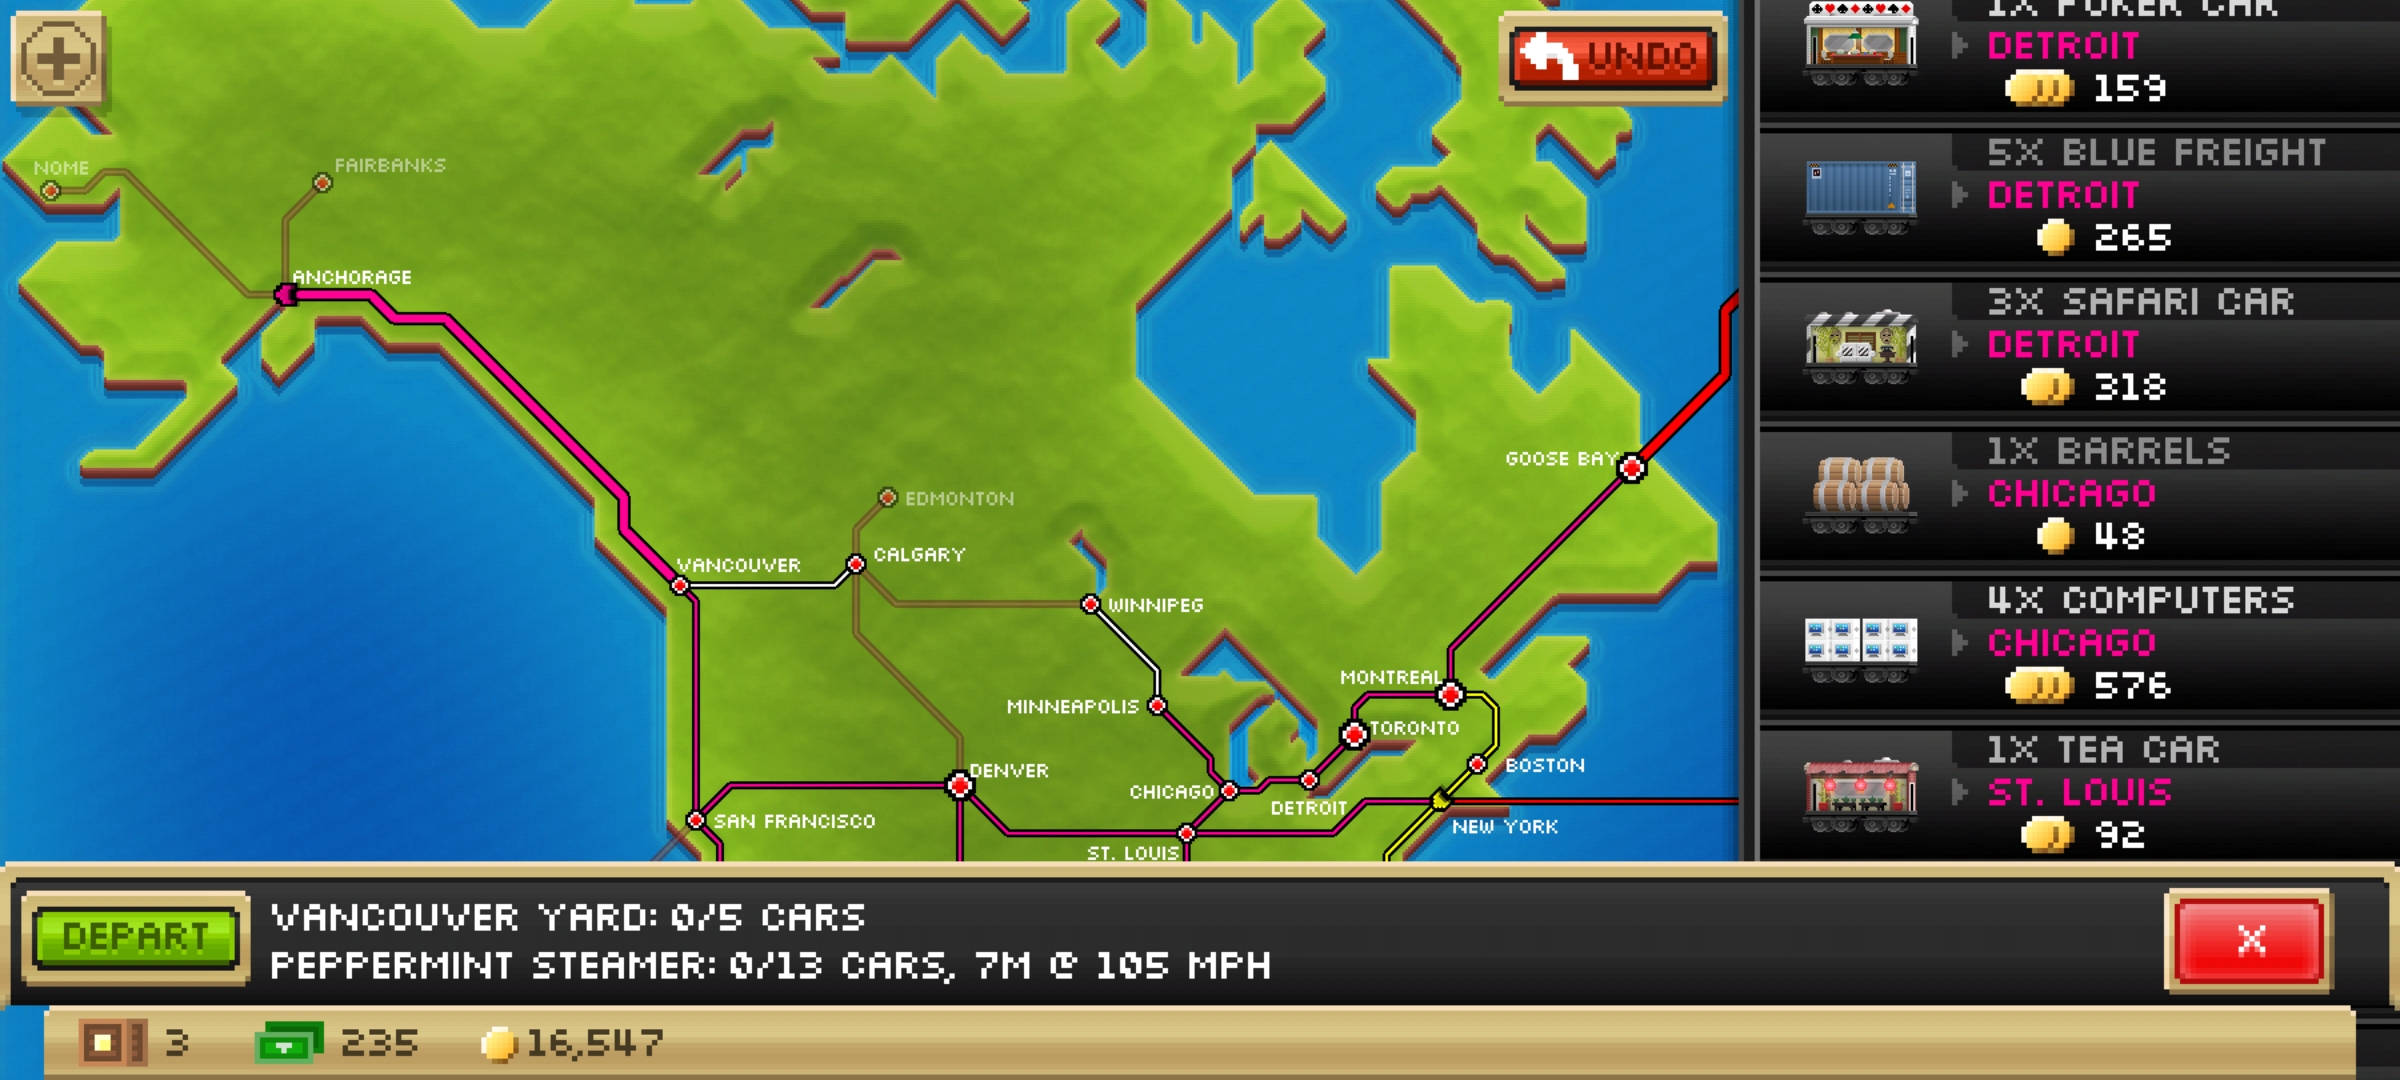 UNDO
NOME
FAIRBANKS
ANCHORAGE
EDMONTON
GOOSE BAY
VANCOUVER
CALGARY
WINNIPEG
MINNEAPOLIS
MONTREAL
TORONTO
DENVER
CHICAGO
DETROIT
BOSTON
SAN FRANCISCO
NEW YORK
ST. LOUIS
1X POKER CAR
DETROIT
159
5X BLUE FREIGHT
DETROIT
265
3X SAFARI CAR
DETROIT
318
1X BARRELS
CHICAGO
48
4X COMPUTERS
CHICAGO
576
1X TEA CAR
ST. LOUIS
92
DEPART
VANCOUVER YARD: 0/5 CARS
PEPPERMINT STEAMER: 0/13 CARS, 7M @ 105 MPH
X
3
235
16,547